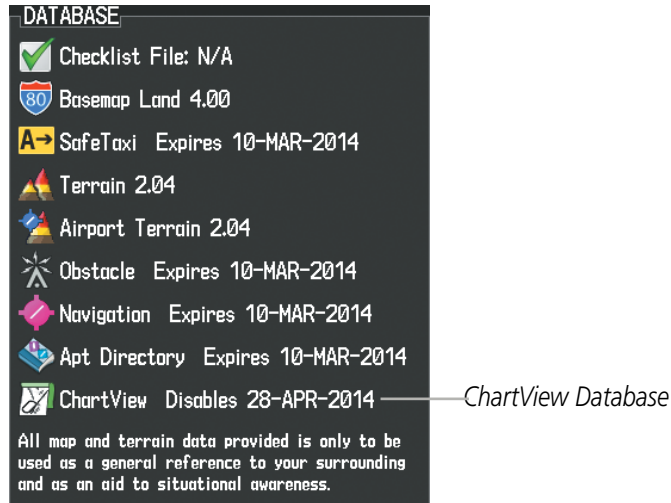 DATABASE
Checklist File: N/A
80 Basemap Land 4.00
A→ SafeTaxi Expires 10-MAR-2014
Terrain 2.04
Airport Terrain 2.04
Obstacle Expires 10-MAR-2014
Navigation Expires 10-MAR-2014
Apt Directory Expires 10-MAR-2014
ChartView Disables 28-APR-2014
ChartView Database
All map and terrain data provided is only to be
used as a general reference to your surrounding
and as an aid to situational awareness.